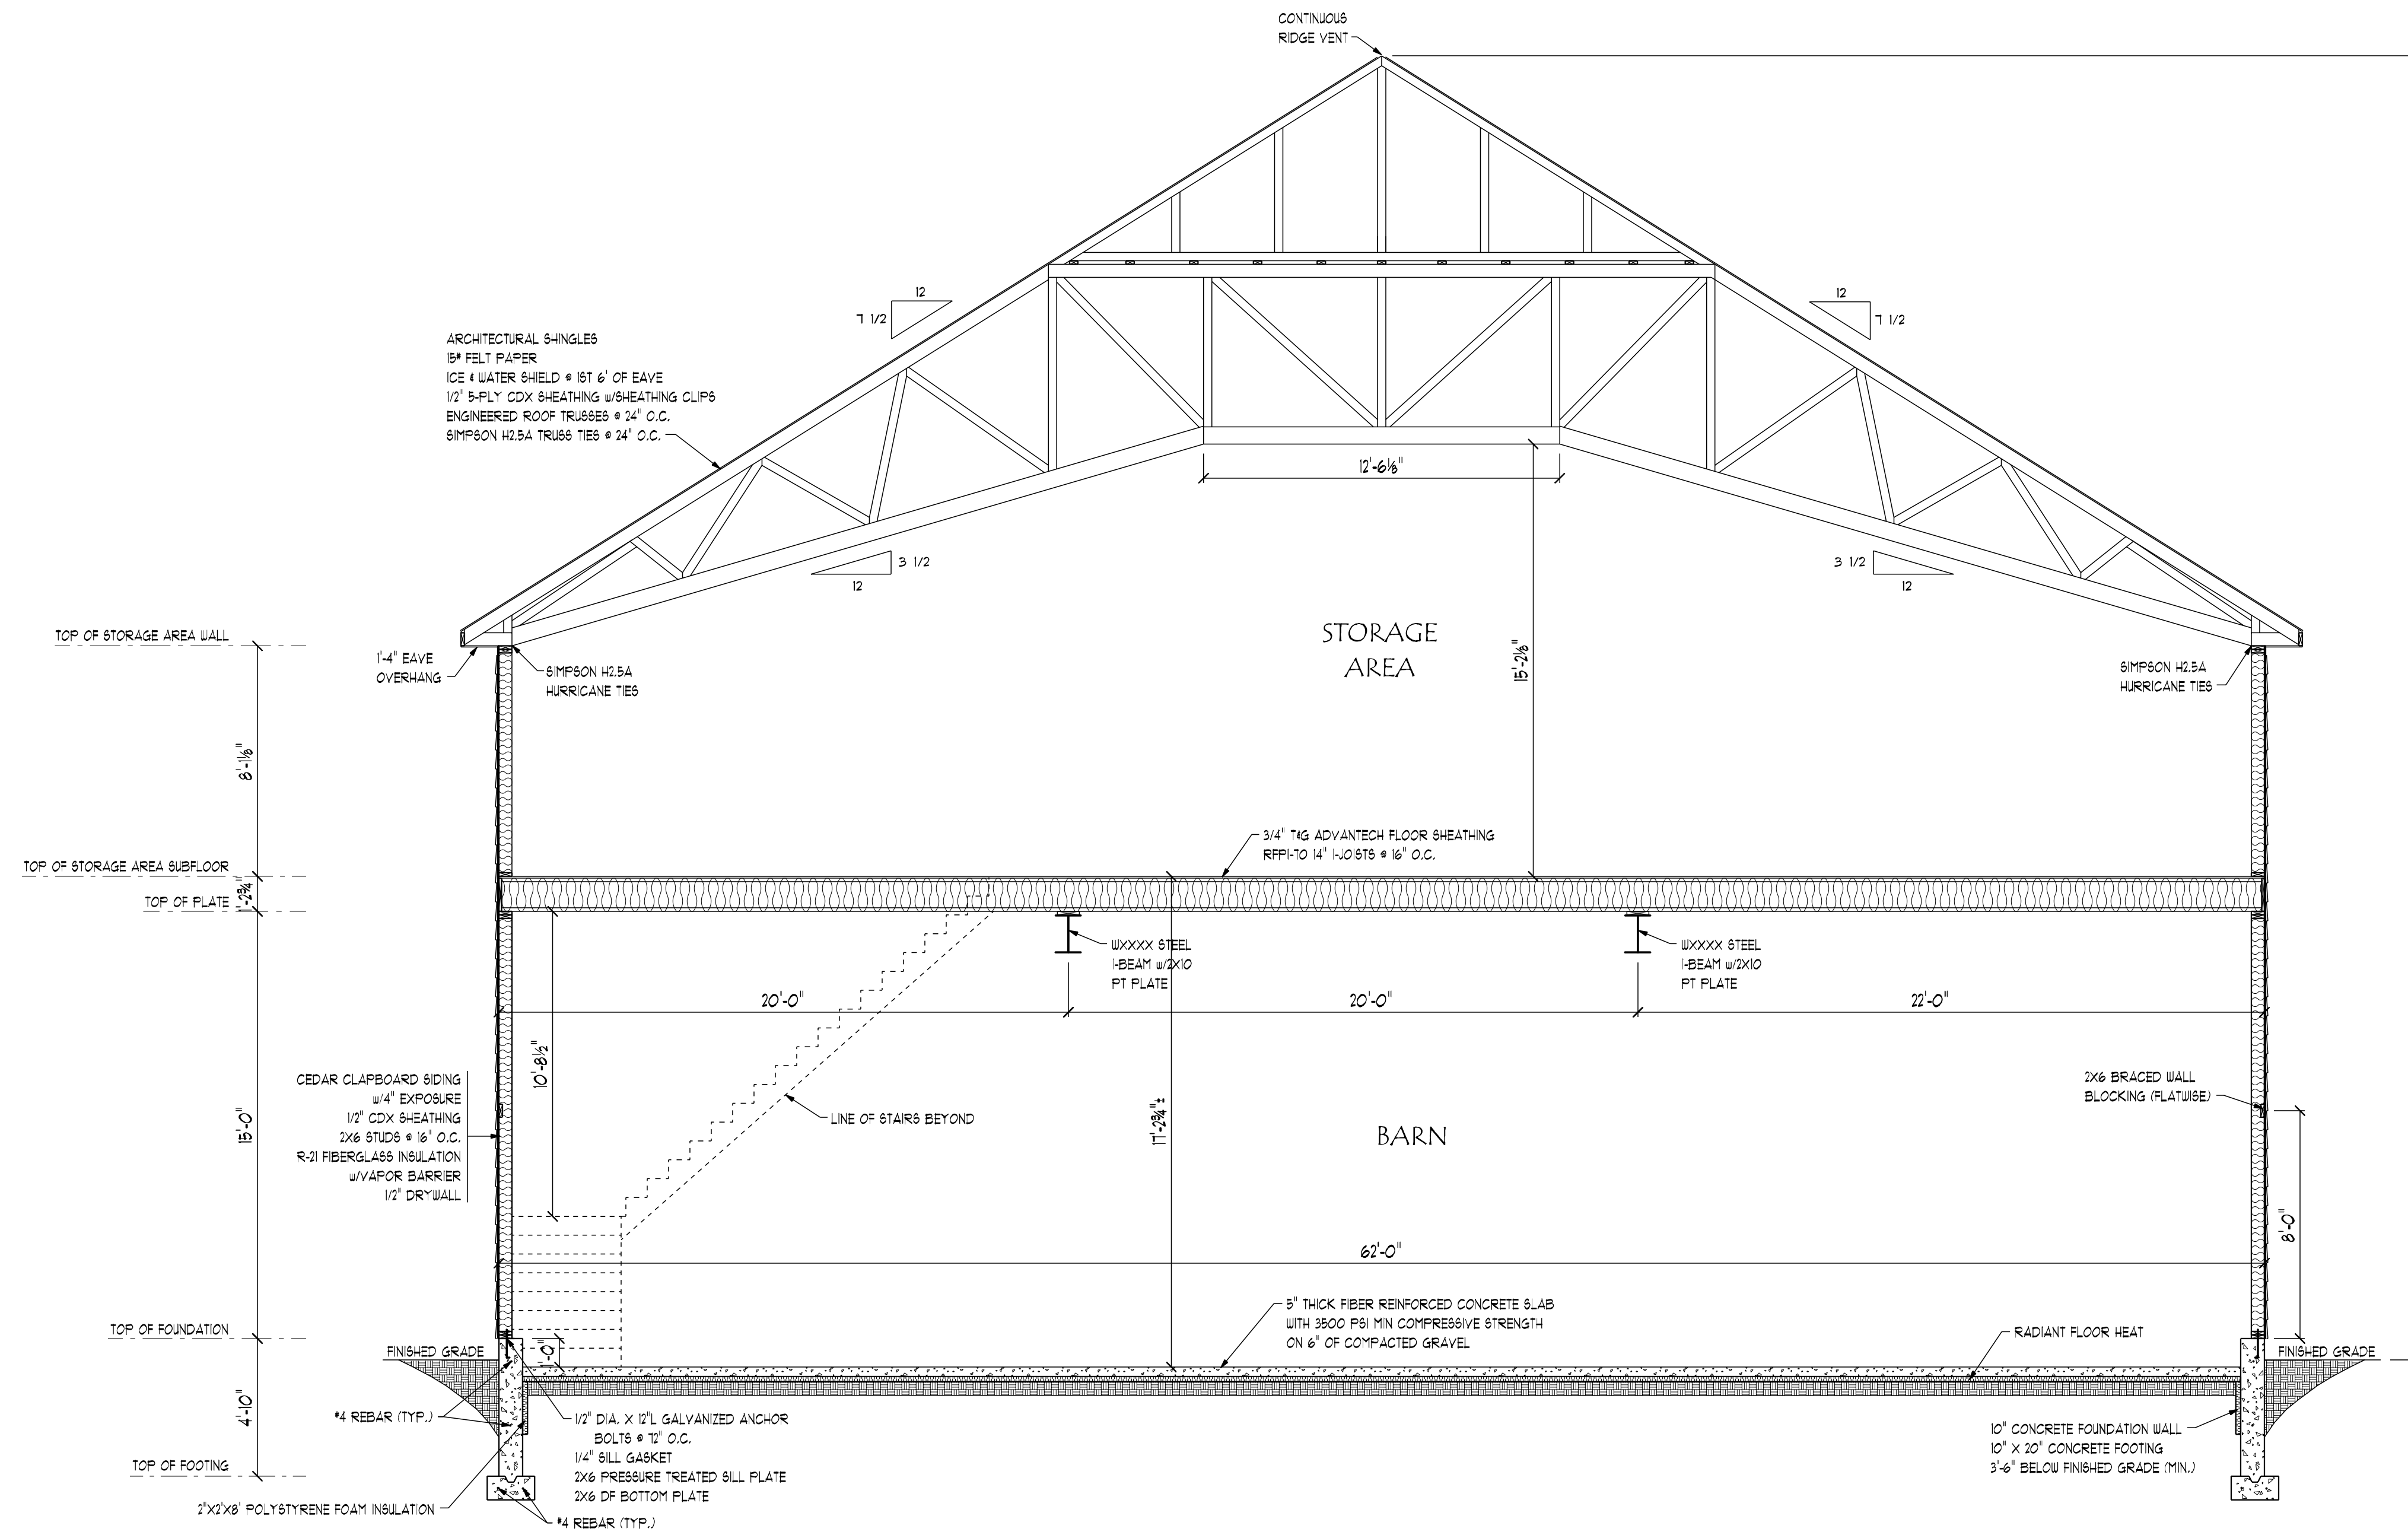 CONTINUOUS
RIDGE VENT
12
7 1/2
12
7 1/2
ARCHITECTURAL SHINGLES
15# FELT PAPER
ICE & WATER SHIELD @ 1ST 6' OF EAVE
1/2" 5-PLY CDX SHEATHING w/SHEATHING CLIPS
ENGINEERED ROOF TRUSSES @ 24" O.C.
SIMPSON H2.5A TRUSS TIES @ 24" O.C.
12'-6⅛"
3 1/2
12
3 1/2
12
STORAGE
AREA
15'-2⅛"
TOP OF STORAGE AREA WALL
1'-4" EAVE
OVERHANG
SIMPSON H2.5A
HURRICANE TIES
SIMPSON H2.5A
HURRICANE TIES
8'-1⅛"
3/4" T&G ADVANTECH FLOOR SHEATHING
RFPI-70 14" I-JOISTS @ 16" O.C.
TOP OF STORAGE AREA SUBFLOOR
1'-2¾"
TOP OF PLATE
WXXXX STEEL
I-BEAM w/2X10
PT PLATE
WXXXX STEEL
I-BEAM w/2X10
PT PLATE
20'-0"
20'-0"
22'-0"
10'-8½"
CEDAR CLAPBOARD SIDING
w/4" EXPOSURE
1/2" CDX SHEATHING
2X6 STUDS @ 16" O.C.
R-21 FIBERGLASS INSULATION
w/VAPOR BARRIER
1/2" DRYWALL
15'-0"
LINE OF STAIRS BEYOND
17'-2¾"±
BARN
2X6 BRACED WALL
BLOCKING (FLATWISE)
8'-0"
62'-0"
5" THICK FIBER REINFORCED CONCRETE SLAB
WITH 3500 PSI MIN COMPRESSIVE STRENGTH
ON 6" OF COMPACTED GRAVEL
RADIANT FLOOR HEAT
TOP OF FOUNDATION
FINISHED GRADE
1'-0"
FINISHED GRADE
4'-10"
#4 REBAR (TYP.)
1/2" DIA. X 12"L GALVANIZED ANCHOR
BOLTS @ 72" O.C.
1/4" SILL GASKET
2X6 PRESSURE TREATED SILL PLATE
2X6 DF BOTTOM PLATE
10" CONCRETE FOUNDATION WALL
10" X 20" CONCRETE FOOTING
3'-6" BELOW FINISHED GRADE (MIN.)
TOP OF FOOTING
2"X2'X8' POLYSTYRENE FOAM INSULATION
#4 REBAR (TYP.)